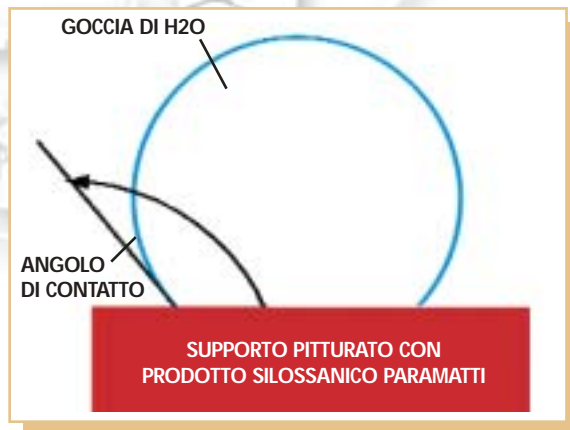 GOCCIA DI H2O
ANGOLO
DI CONTATTO
SUPPORTO PITTURATO CON
PRODOTTO SILOSSANICO PARAMATTI